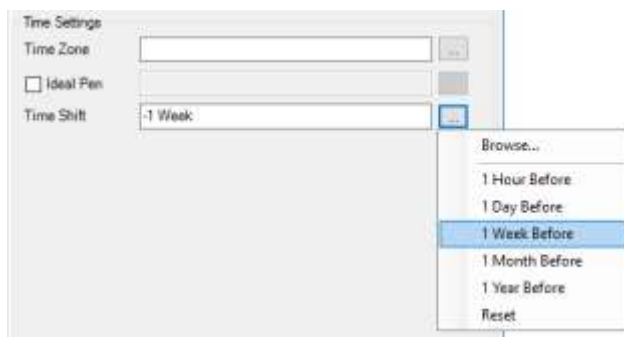 Time Settings
Time Zone
...
Ideal Pen
Time Shift
-1 Week
...
Browse...
1 Hour Before
1 Day Before
1 Week Before
1 Month Before
1 Year Before
Reset